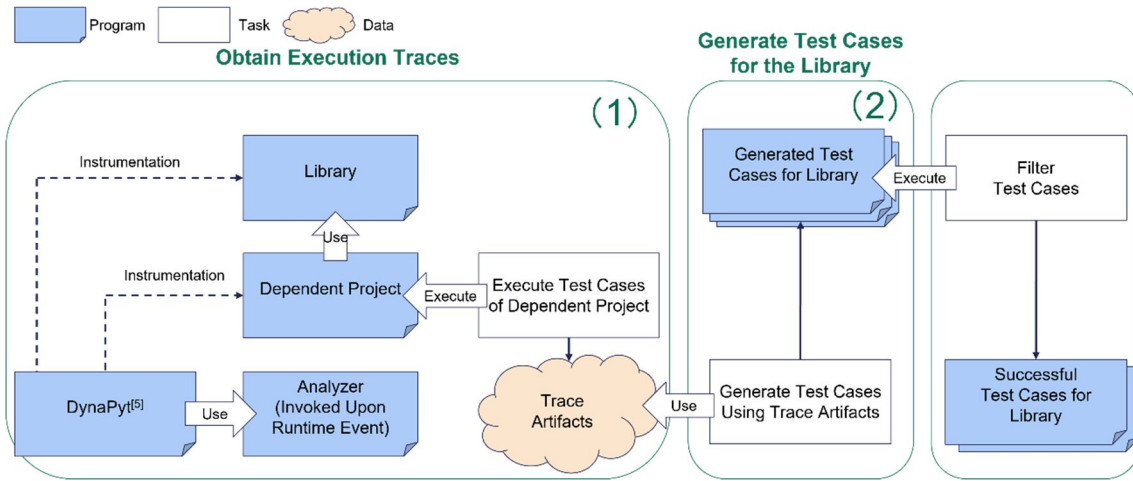 Program
Task
Data
Obtain Execution Traces
Generate Test Cases
for the Library
(1)
(2)
Instrumentation
Library
Generated Test
Cases for Library
Execute
Filter
Test Cases
Use
Instrumentation
Dependent Project
Execute
Execute Test Cases
of Dependent Project
DynaPyt[5]
Use
Analyzer
(Invoked Upon
Runtime Event)
Trace
Artifacts
Use
Generate Test Cases
Using Trace Artifacts
Successful
Test Cases for
Library